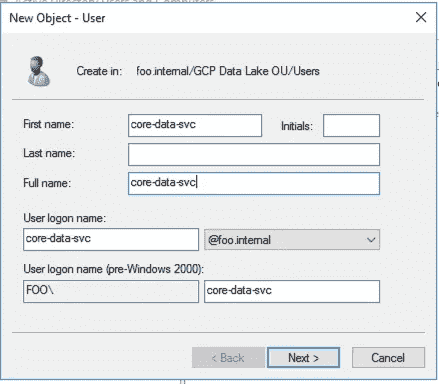 New Object - User
Create in: foo.internal/GCP Data Lake OU/Users
First name: core-data-svc Initials:
Last name:
Full name: core-data-svc
User logon name:
core-data-svc @foo.internal
User logon name (pre-Windows 2000):
FOO\ core-data-svc
< Back Next > Cancel